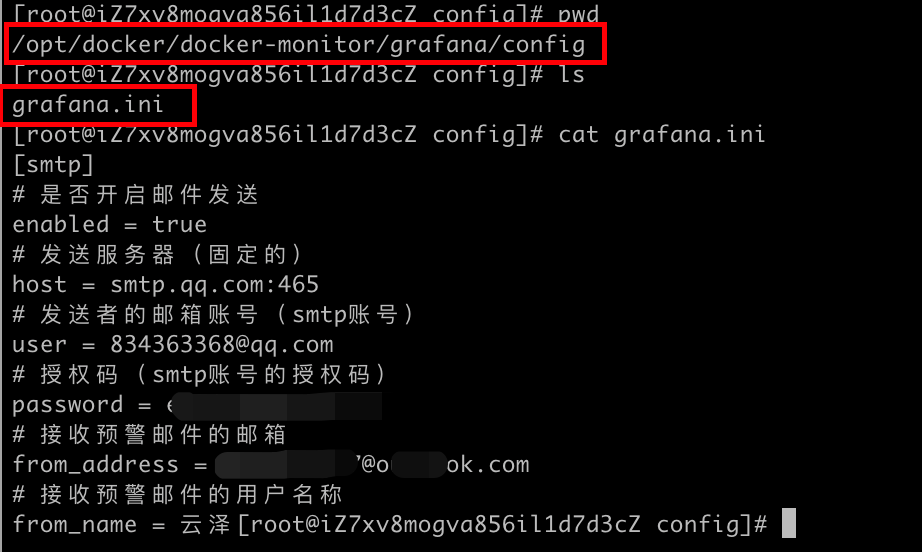 [root@iZ7xv8mogva856il1d7d3cZ config]# pwd
/opt/docker/docker-monitor/grafana/config
[root@iZ7xv8mogva856il1d7d3cZ config]# ls
grafana.ini
[root@iZ7xv8mogva856il1d7d3cZ config]# cat grafana.ini
[smtp]
# 是否开启邮件发送
enabled = true
# 发送服务器（固定的）
host = smtp.qq.com:465
# 发送者的邮箱账号（smtp账号）
user = 834363368@qq.com
# 授权码（smtp账号的授权码）
password =
# 接收预警邮件的邮箱
from_address =
# 接收预警邮件的用户名称
from_name = 云泽[root@iZ7xv8mogva856il1d7d3cZ config]#